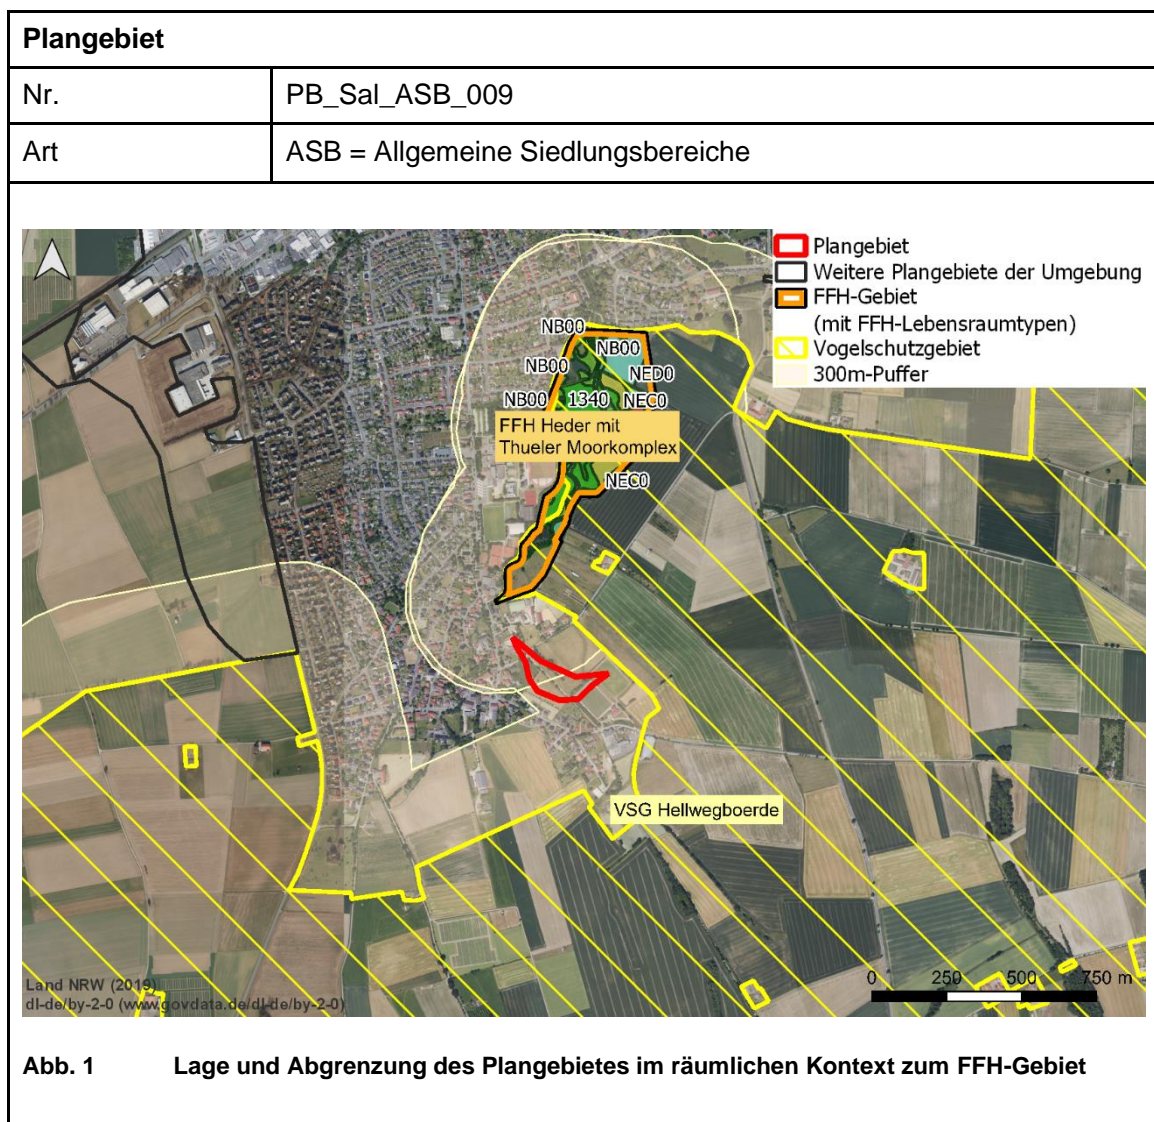 Plangebiet
Nr. PB_Sal_ASB_009
Art ASB = Allgemeine Siedlungsbereiche
Plangebiet
Weitere Plangebiete der Umgebung
FFH-Gebiet
(mit FFH-Lebensraumtypen)
Vogelschutzgebiet
300m-Puffer
NB00
NB00
NB00
NED0
NB00
1340
NEC0
FFH Heder mit
Thueler Moorkomplex
NEC0
VSG Hellwegboerde
Land NRW (2019)
dl-de/by-2-0 (www.govdata.de/dl-de/by-2-0)
0 250 500 750 m
Abb. 1 Lage und Abgrenzung des Plangebietes im räumlichen Kontext zum FFH-Gebiet